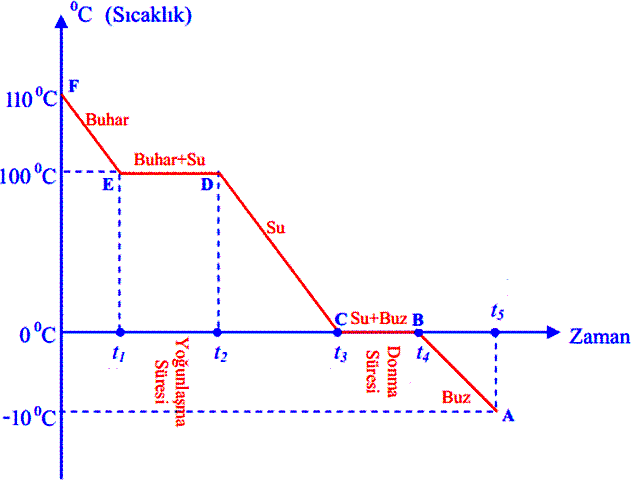 ⁰C (Sıcaklık)
F
110 ⁰C
Buhar
Buhar+Su
100 ⁰C
E
D
Su
C
Su+Buz
B
t5
0 ⁰C
Zaman
t1
t2
t3
t4
Yoğunlaşma
Süresi
Donma
Süresi
Buz
-10 ⁰C
A